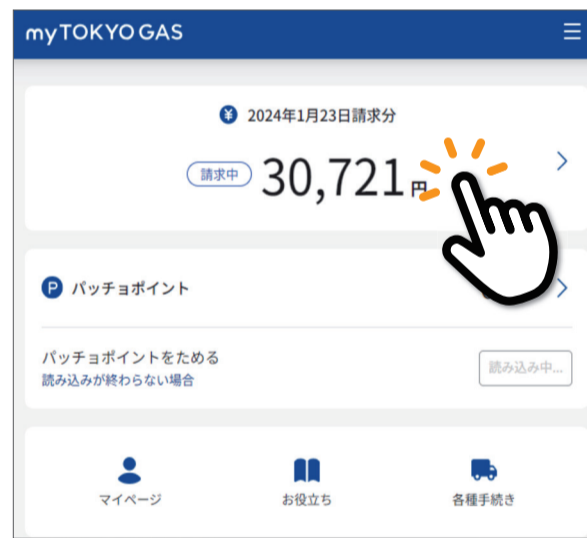 myTOKYO GAS
¥ 2024年1月23日請求分
請求中 30,721円
P パッチョポイント
パッチョポイントをためる
読み込みが終わらない場合
読み込み中...
マイページ お役立ち 各種手続き